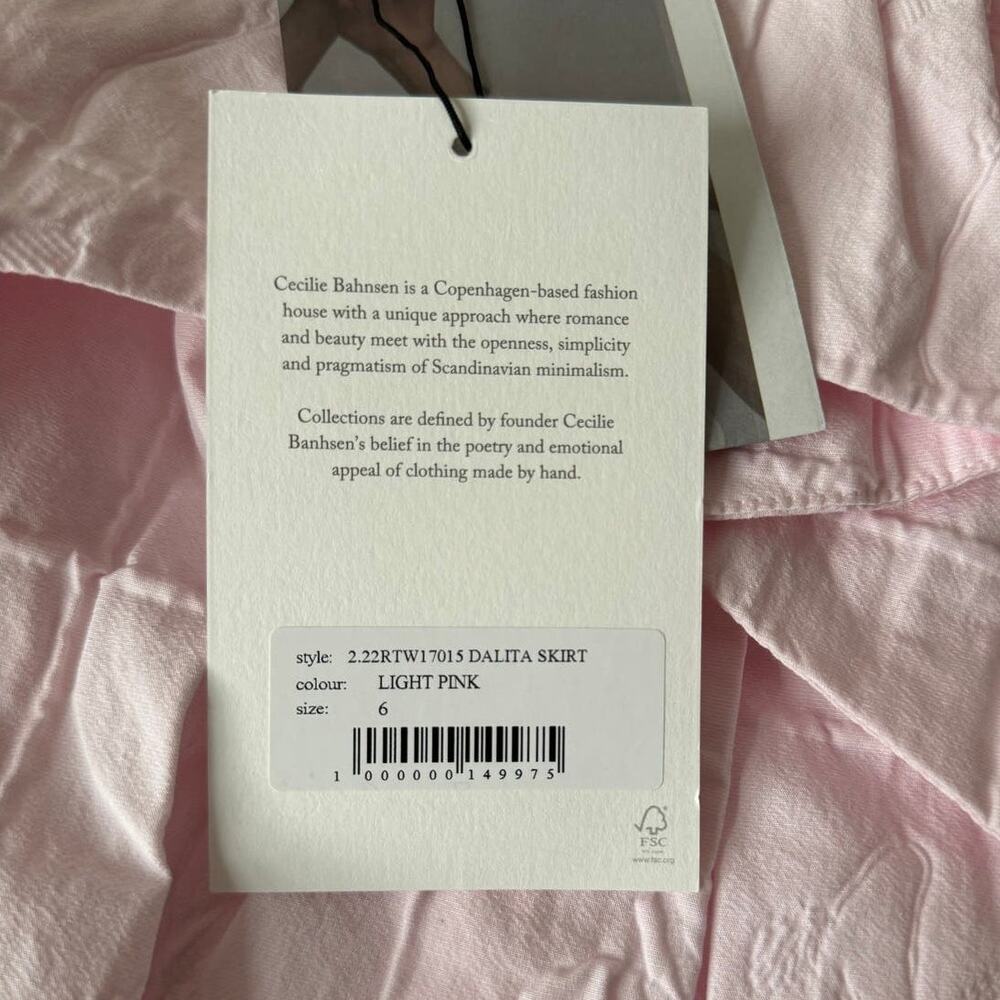 Cecilie Bahnsen is a Copenhagen-based fashion
house with a unique approach where romance
and beauty meet with the openness, simplicity
and pragmatism of Scandinavian minimalism.
Collections are defined by founder Cecilie
Banhsen's belief in the poetry and emotional
appeal of clothing made by hand.
style: 2.22RTW17015 DALITA SKIRT
colour: LIGHT PINK
size: 6
1 000000 149975
FSC
www.fsc.org